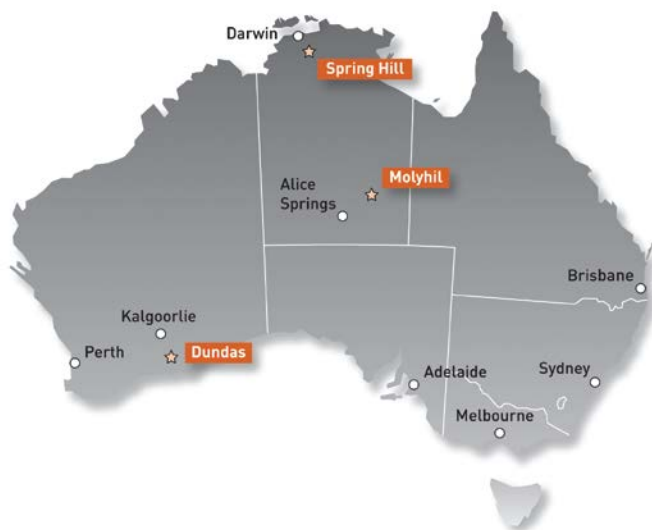 Darwin
Spring Hill
Molyhil
Alice
Springs
Brisbane
Kalgoorlie
Dundas
Perth
Adelaide
Sydney
Melbourne